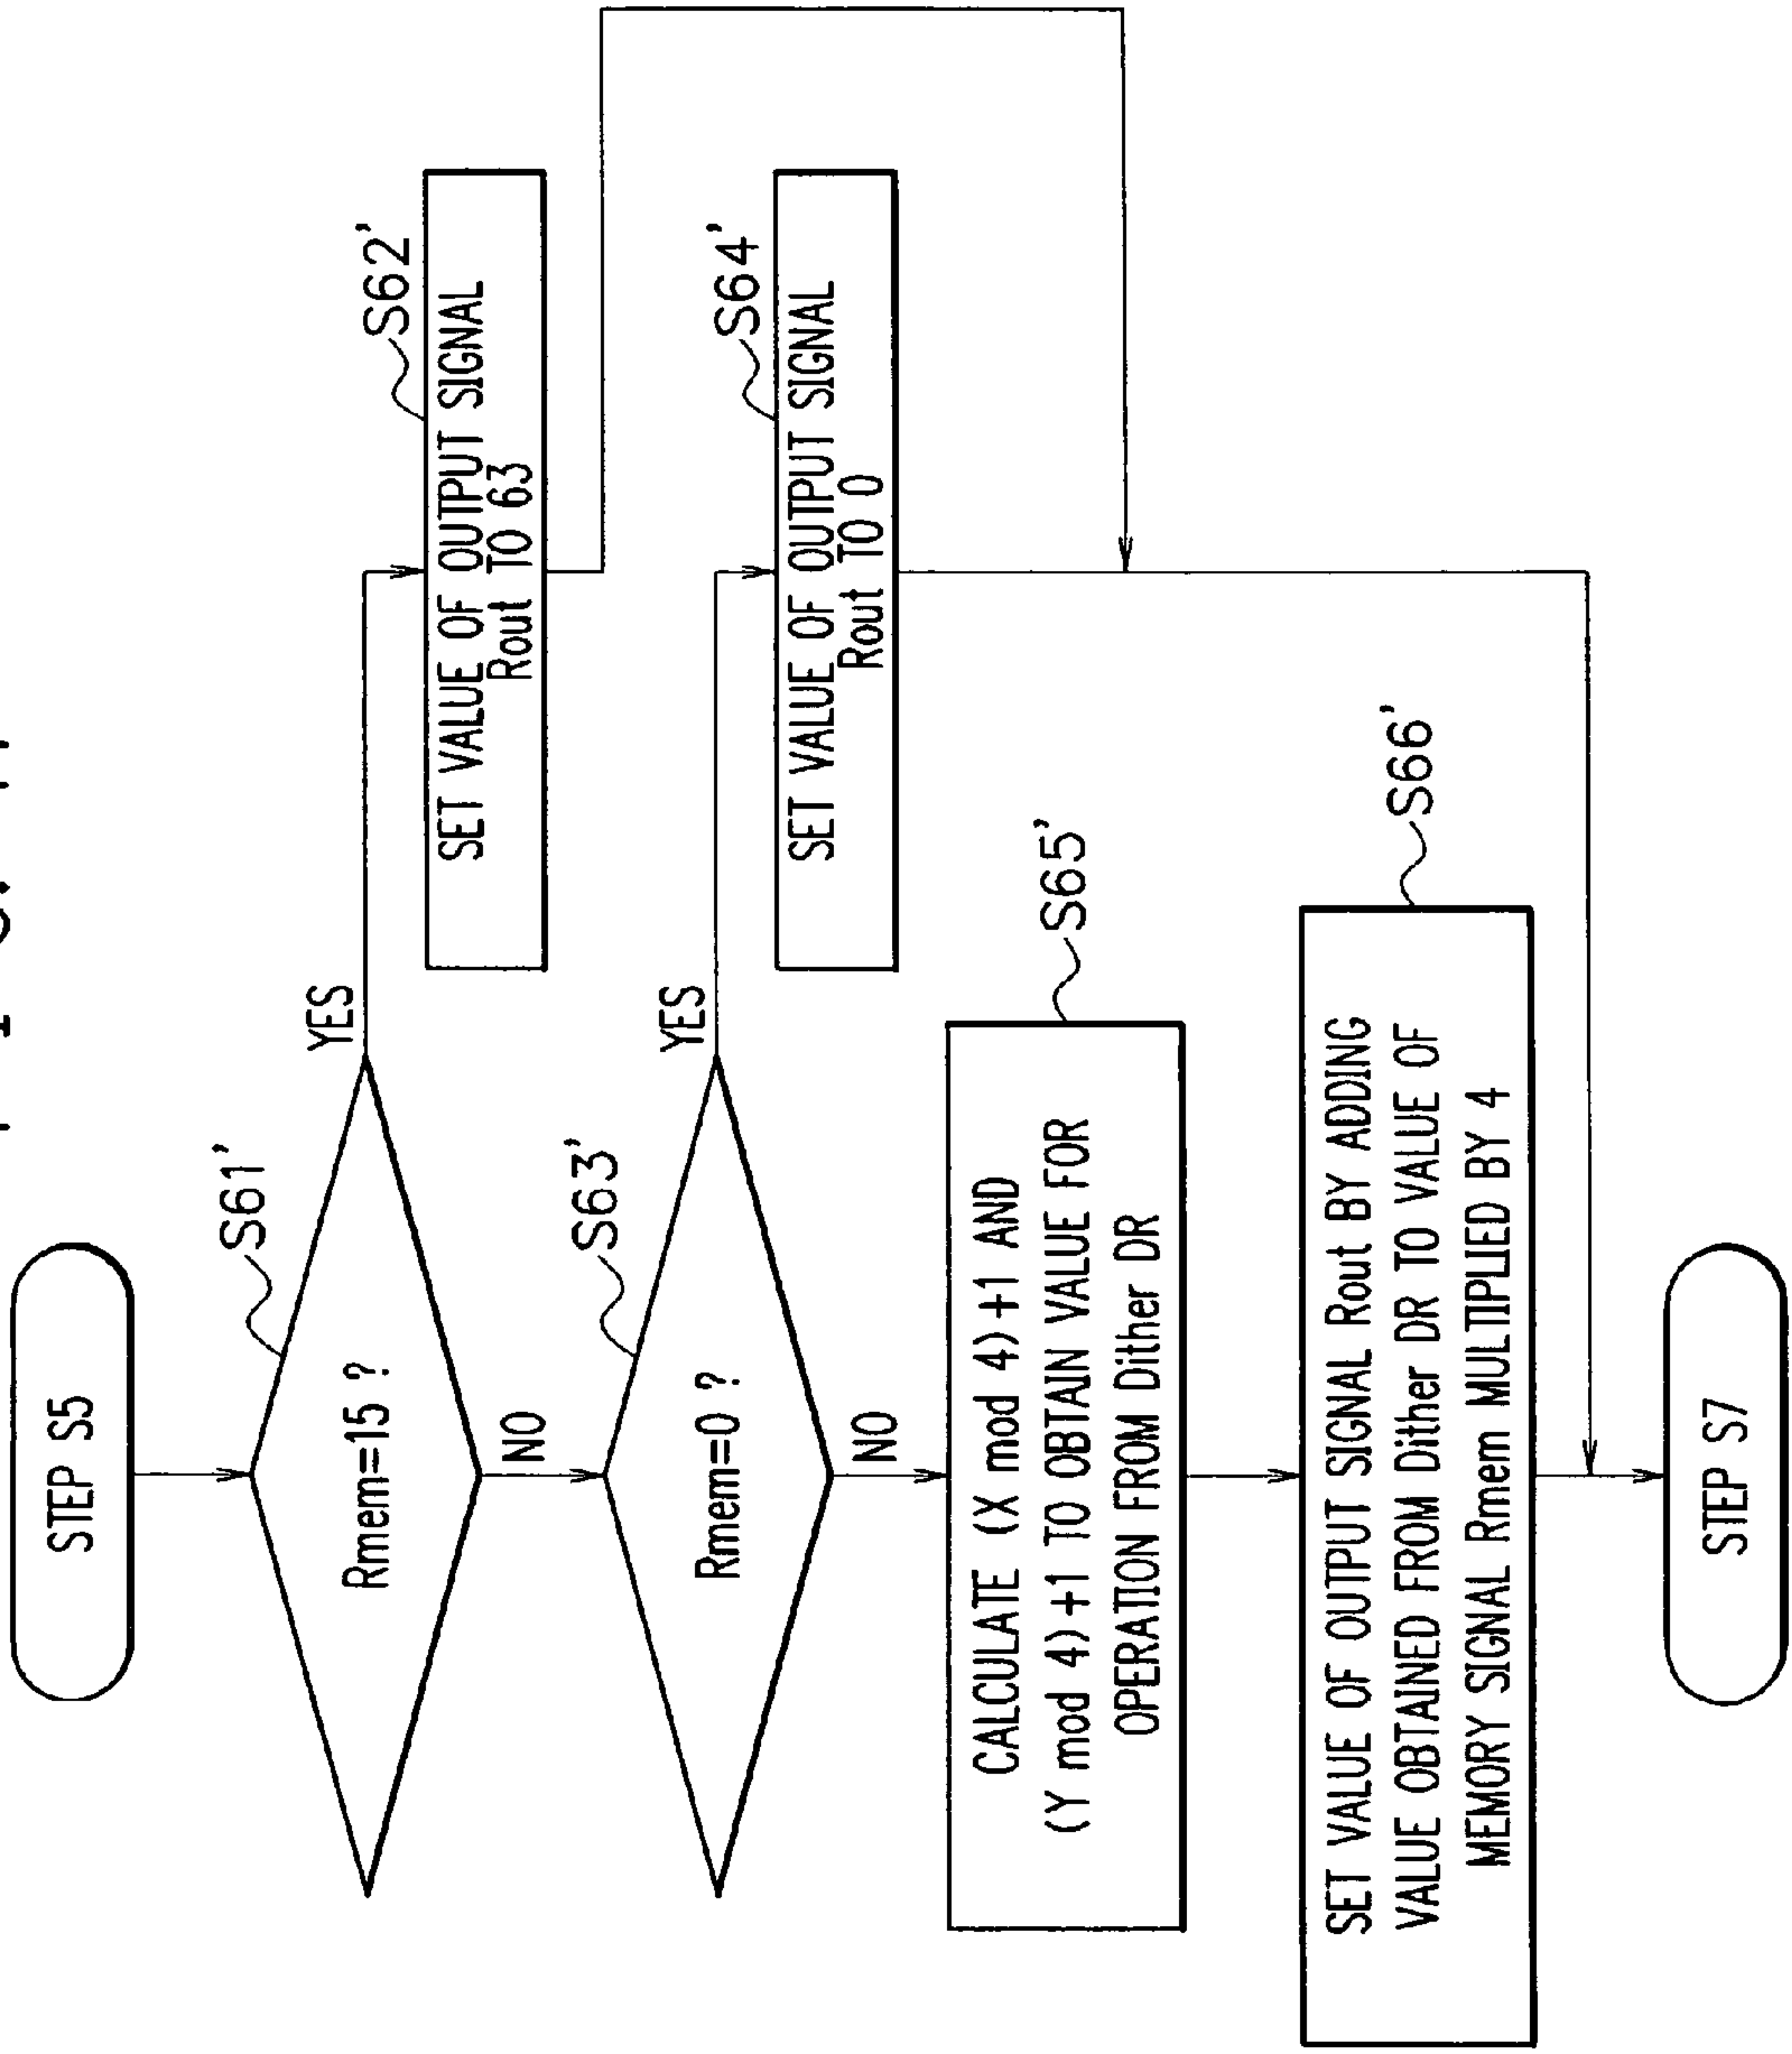 STEP S5
S61'
Rmem=15 ?
YES
NO
S62'
SET VALUE OF OUTPUT SIGNAL
Rout TO 63
S63'
Rmem=0 ?
YES
NO
S64'
SET VALUE OF OUTPUT SIGNAL
Rout TO 0
S65'
CALCULATE (X mod 4)+1 AND
(Y mod 4)+1 TO OBTAIN VALUE FOR
OPERATION FROM Dither DR
S66'
SET VALUE OF OUTPUT SIGNAL Rout BY ADDING
VALUE OBTAINED FROM Dither DR TO VALUE OF
MEMORY SIGNAL Rmem MULTIPLIED BY 4
STEP S7